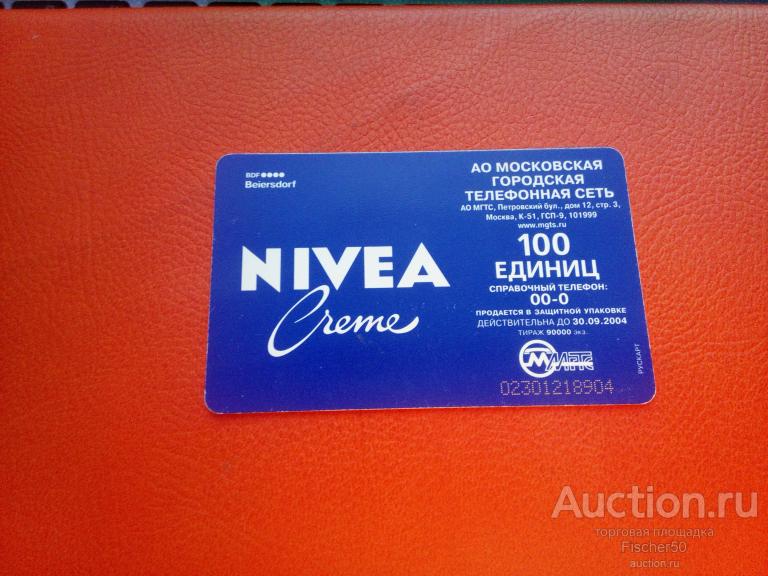 BDF
Beiersdorf
NIVEA
Creme
АО МОСКОВСКАЯ
ГОРОДСКАЯ
ТЕЛЕФОННАЯ СЕТЬ
АО МГТС, Петровский бул., дом 12, стр. 3,
Москва, К-51, ГСП-9, 101999
www.mgts.ru
100
ЕДИНИЦ
СПРАВОЧНЫЙ ТЕЛЕФОН:
00-0
ПРОДАЕТСЯ В ЗАЩИТНОЙ УПАКОВКЕ
ДЕЙСТВИТЕЛЬНА ДО 30.09.2004
ТИРАЖ 90000 экз.
МГТС
02301218904
РУСКАРТ
Auction.ru
торговая площадка
Fischer50
auction.ru